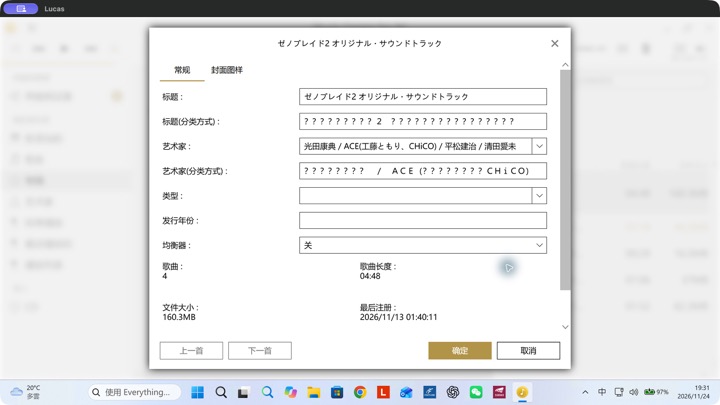 Lucas
ゼノブレイド2 オリジナル・サウンドトラック
常规 封面图样
标题： ゼノブレイド2 オリジナル・サウンドトラック
标题(分类方式)： ？？？？？？？？？２ ？？？？？？？？？？？？？？？？
艺术家： 光田康典 / ACE(工藤ともり、CHiCO) / 平松建治 / 清田愛未
艺术家(分类方式)： ？？？？？？？？ / ＡＣＥ (？？？？？？？？ＣＨｉＣＯ)
类型：
发行年份：
均衡器： 关
歌曲： 歌曲长度：
4 04:48
文件大小： 最后注册：
160.3MB 2026/11/13 01:40:11
上一首 下一首 确定 取消
20°C
多雲
使用 Everything...
中
97%
19:31
2026/11/24